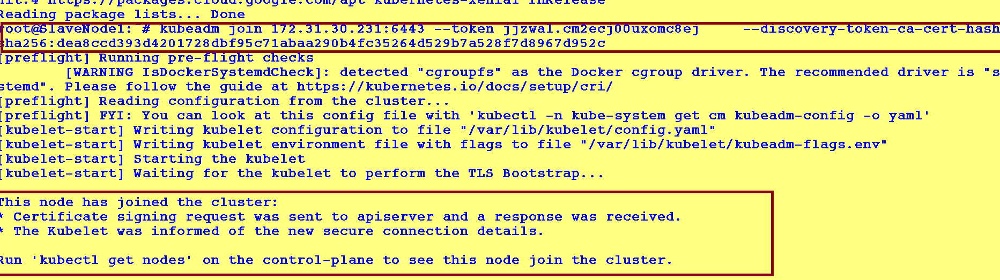 Hit:4 https://packages.cloud.google.com/apt kubernetes-xenial InRelease
Reading package lists... Done
root@SlaveNode1:~# kubeadm join 172.31.30.231:6443 --token jjzwal.cm2ecj00uxomc8ej     --discovery-token-ca-cert-hash
sha256:dea8ccd393d4201728dbf95c71abaa290b4fc35264d529b7a528f7d8967d952c
[preflight] Running pre-flight checks
        [WARNING IsDockerSystemdCheck]: detected "cgroupfs" as the Docker cgroup driver. The recommended driver is "s
stemd". Please follow the guide at https://kubernetes.io/docs/setup/cri/
[preflight] Reading configuration from the cluster...
[preflight] FYI: You can look at this config file with 'kubectl -n kube-system get cm kubeadm-config -o yaml'
[kubelet-start] Writing kubelet configuration to file "/var/lib/kubelet/config.yaml"
[kubelet-start] Writing kubelet environment file with flags to file "/var/lib/kubelet/kubeadm-flags.env"
[kubelet-start] Starting the kubelet
[kubelet-start] Waiting for the kubelet to perform the TLS Bootstrap...
This node has joined the cluster:
* Certificate signing request was sent to apiserver and a response was received.
* The Kubelet was informed of the new secure connection details.
Run 'kubectl get nodes' on the control-plane to see this node join the cluster.